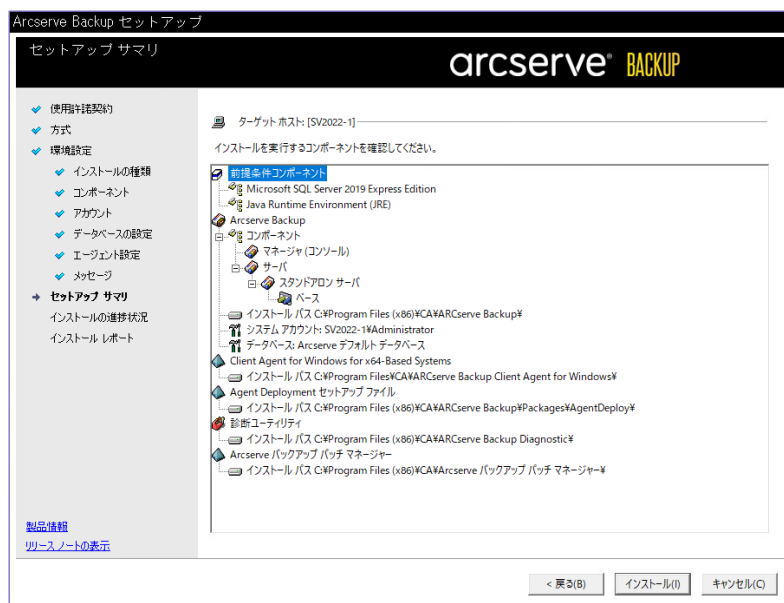 Arcserve Backup セットアップ
セットアップ サマリ
arcserve® BACKUP
使用許諾契約
方式
環境設定
インストールの種類
コンポーネント
アカウント
データベースの設定
エージェント設定
メッセージ
セットアップ サマリ
インストールの進捗状況
インストール レポート
製品情報
リリース ノートの表示
ターゲット ホスト: [SV2022-1]
インストールを実行するコンポーネントを確認してください。
前提条件コンポーネント
Microsoft SQL Server 2019 Express Edition
Java Runtime Environment (JRE)
Arcserve Backup
コンポーネント
マネージャ (コンソール)
サーバ
スタンドアロン サーバ
ベース
インストール パス C:¥Program Files (x86)¥CA¥ARCserve Backup¥
システム アカウント: SV2022-1¥Administrator
データベース: Arcserve デフォルト データベース
Client Agent for Windows for x64-Based Systems
インストール パス C:¥Program Files¥CA¥ARCserve Backup Client Agent for Windows¥
Agent Deployment セットアップ ファイル
インストール パス C:¥Program Files (x86)¥CA¥ARCserve Backup¥Packages¥AgentDeploy¥
診断ユーティリティ
インストール パス C:¥Program Files (x86)¥CA¥ARCserve Backup Diagnostic¥
Arcserve バックアップ パッチ マネージャー
インストール パス C:¥Program Files (x86)¥CA¥Arcserve バックアップ パッチ マネージャー¥
< 戻る(B)
インストール(I)
キャンセル(C)